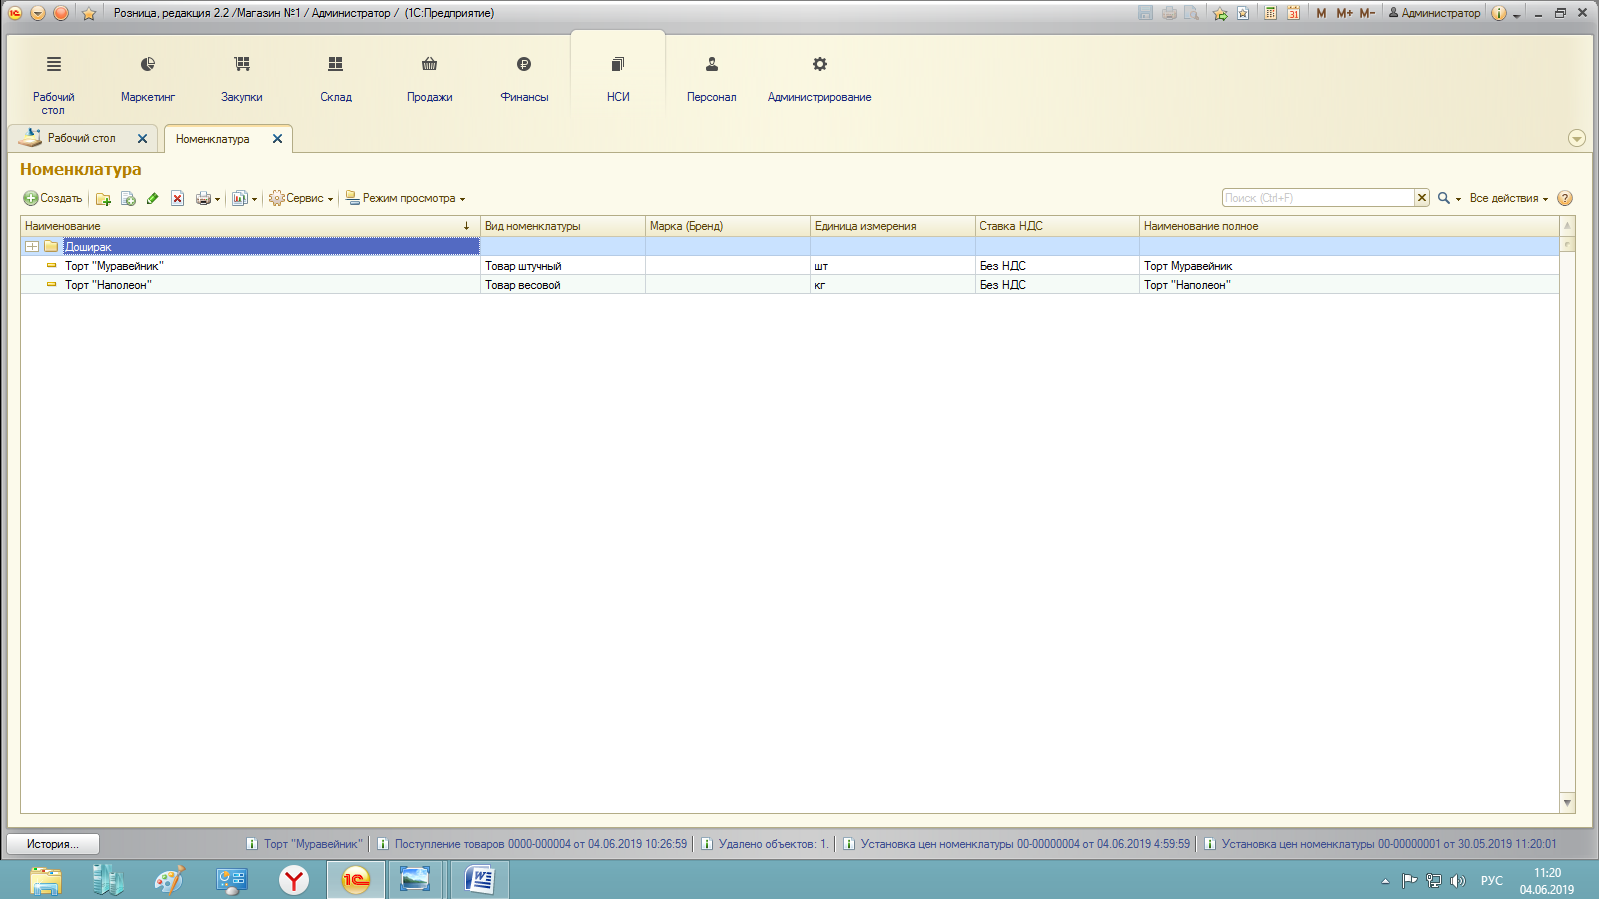 Розница, редакция 2.2 /Магазин №1 / Администратор / (1С:Предприятие)
31 M M+ M- Администратор
Рабочий стол
Маркетинг
Закупки
Склад
Продажи
Финансы
НСИ
Персонал
Администрирование
Рабочий стол
Номенклатура
Номенклатура
Создать Сервис Режим просмотра Поиск (Ctrl+F) Все действия
Наименование Вид номенклатуры Марка (Бренд) Единица измерения Ставка НДС Наименование полное
Доширак
Торт "Муравейник" Товар штучный шт Без НДС Торт Муравейник
Торт "Наполеон" Товар весовой кг Без НДС Торт "Наполеон"
История... Торт "Муравейник" Поступление товаров 0000-000004 от 04.06.2019 10:26:59 Удалено объектов: 1. Установка цен номенклатуры 00-00000004 от 04.06.2019 4:59:59 Установка цен номенклатуры 00-00000001 от 30.05.2019 11:20:01
РУС
11:20
04.06.2019